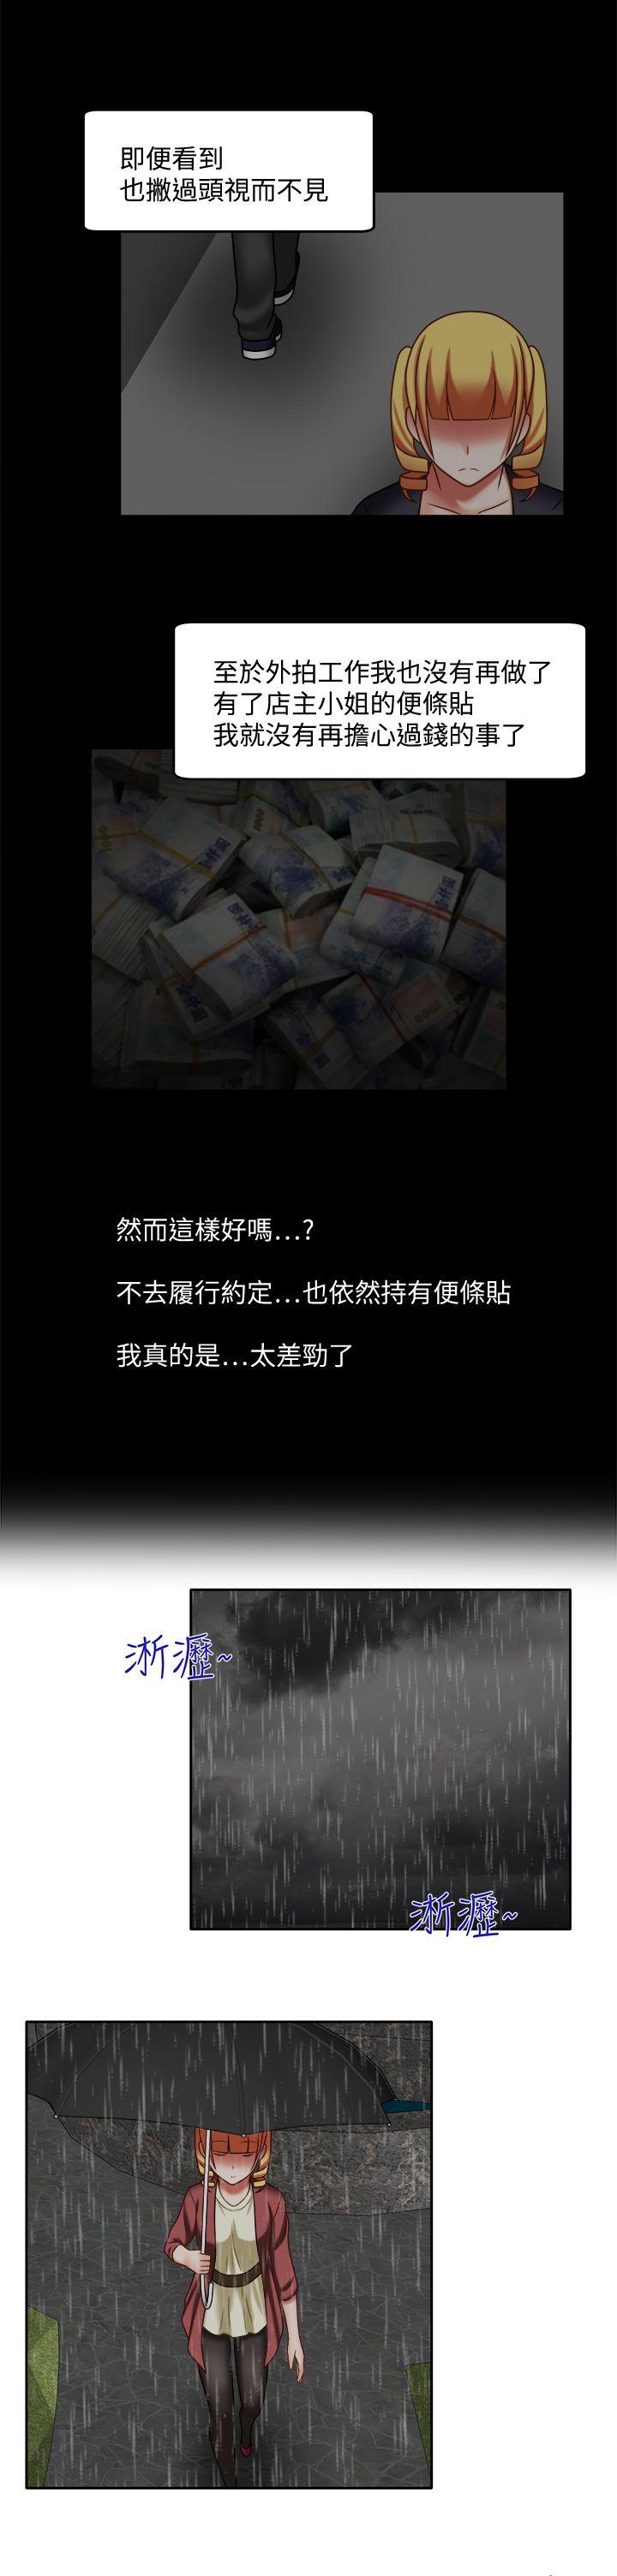 即便看到
也撇過頭視而不見
至於外拍工作我也沒有再做了
有了店主小姐的便條貼
我就沒有再擔心過錢的事了
然而這樣好嗎...?
不去履行約定...也依然持有便條貼
我真的是...太差勁了
淅瀝~
淅瀝~